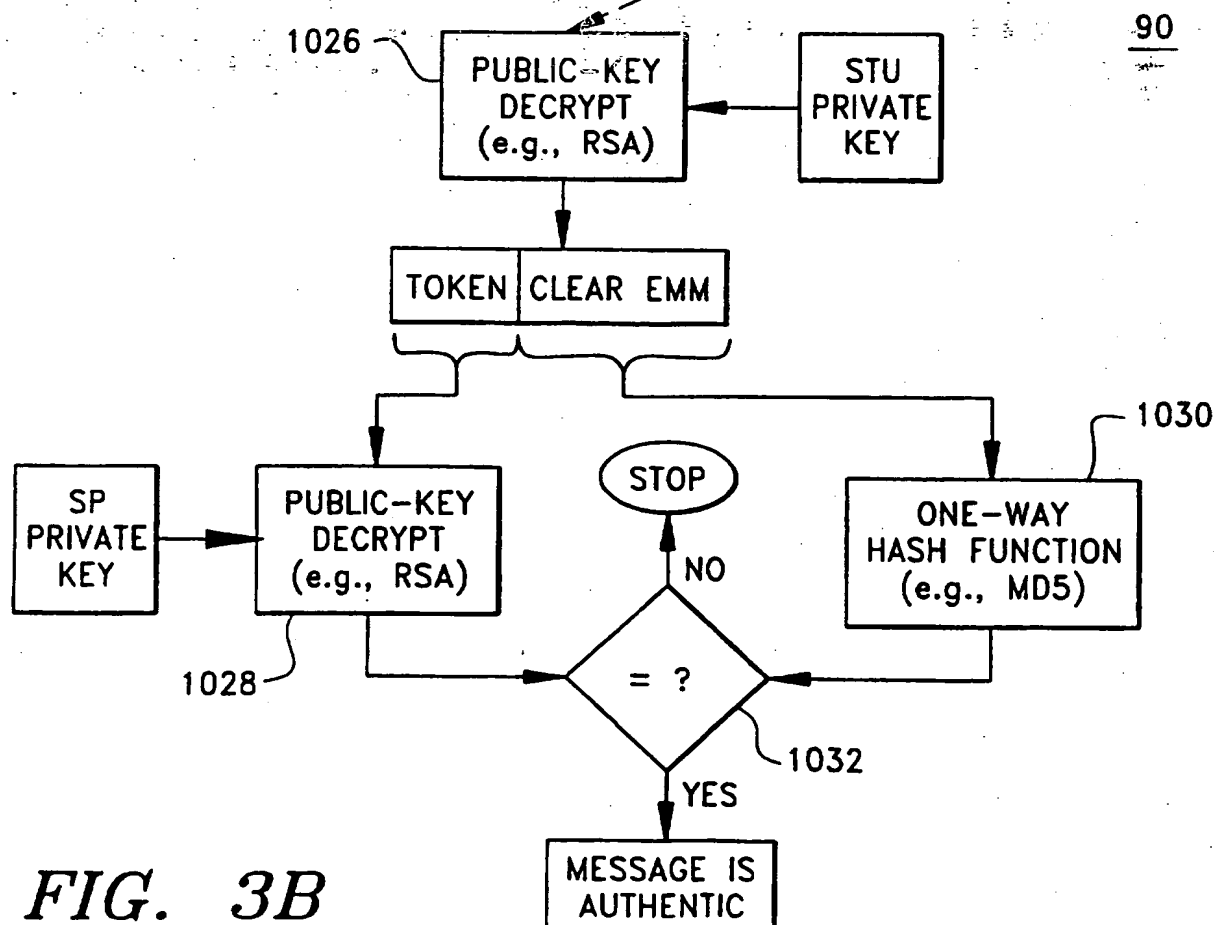 1026
PUBLIC-KEY
DECRYPT
(e.g., RSA)
STU
PRIVATE
KEY
90
TOKEN
CLEAR EMM
1030
SP
PRIVATE
KEY
PUBLIC-KEY
DECRYPT
(e.g., RSA)
STOP
ONE-WAY
HASH FUNCTION
(e.g., MD5)
NO
1028
= ?
1032
YES
MESSAGE IS
AUTHENTIC
FIG. 3B